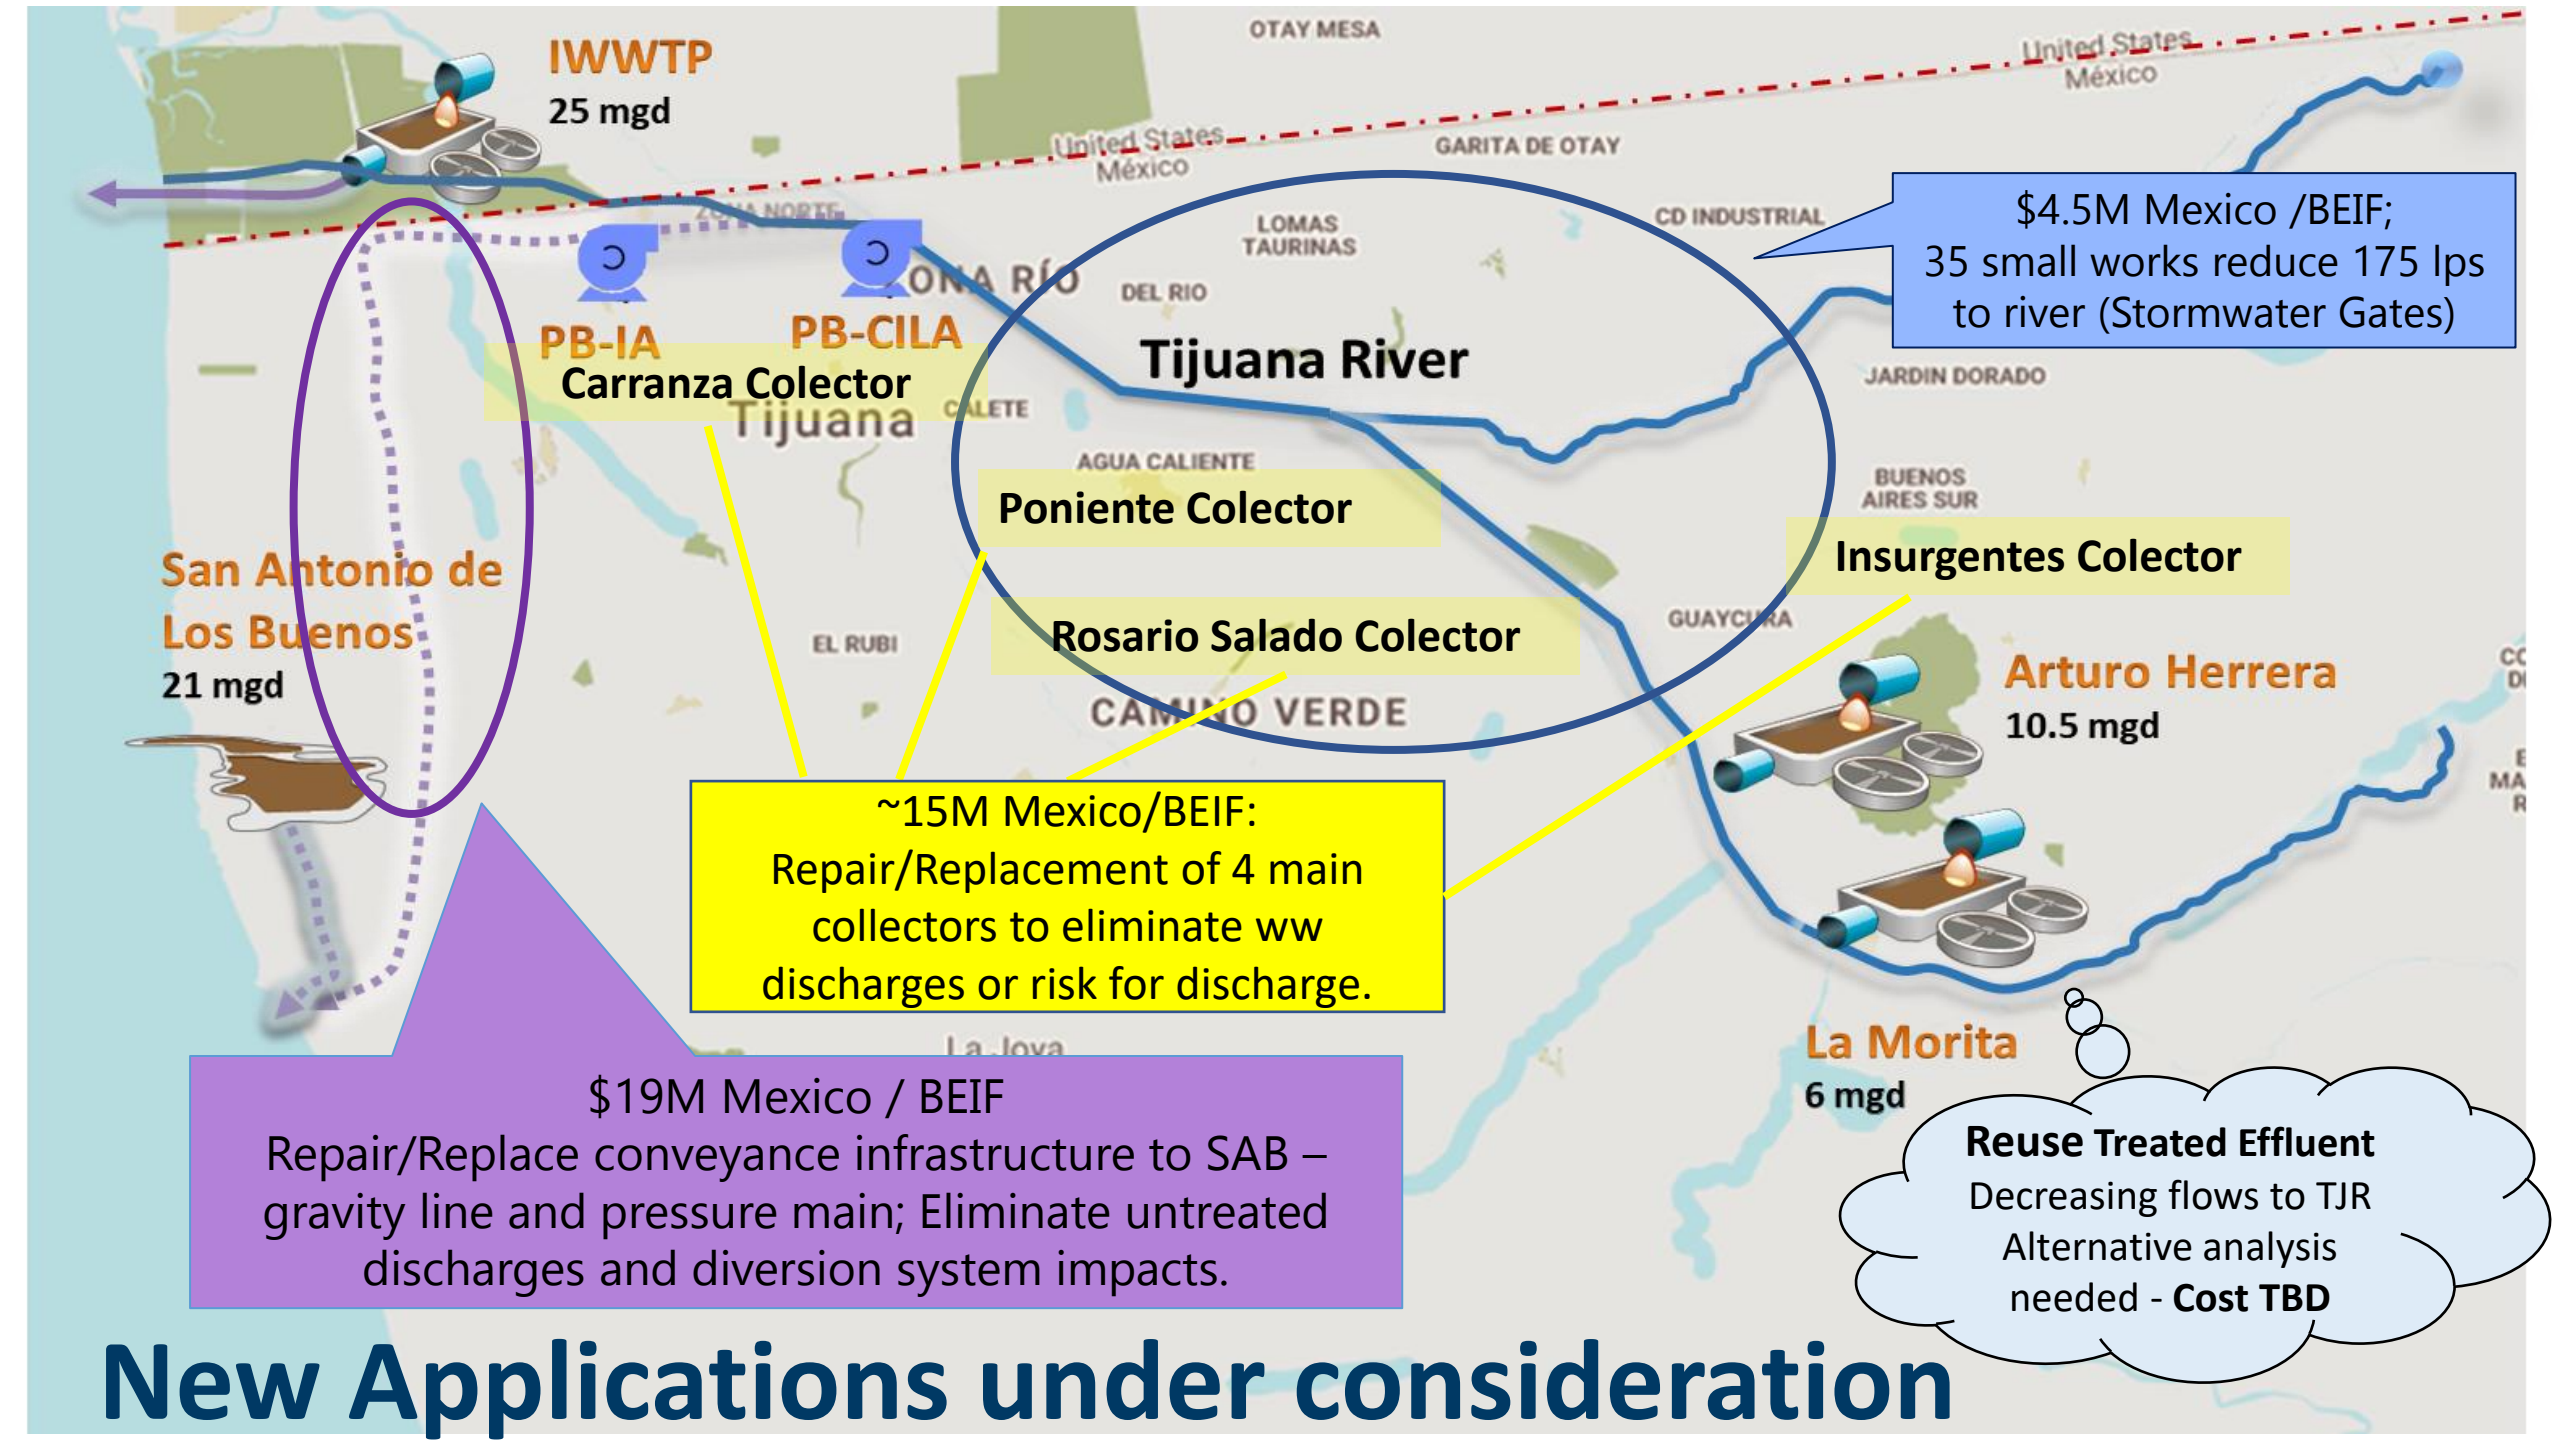 OTAY MESA
IWWTP
25 mgd
United States
México
United States
México
GARITA DE OTAY
ZONA NORTE
LOMAS
TAURINAS
CD INDUSTRIAL
$4.5M Mexico /BEIF;
35 small works reduce 175 lps
to river (Stormwater Gates)
RÍO
DEL RIO
PB-IA
PB-CILA
Tijuana River
Carranza Colector
Tijuana
JARDIN DORADO
AGUA CALIENTE
BUENOS
AIRES SUR
Poniente Colector
Insurgentes Colector
San Antonio de
Los Buenos
21 mgd
EL RUBI
Rosario Salado Colector
GUAYCURA
CAMINO VERDE
Arturo Herrera
10.5 mgd
~15M Mexico/BEIF:
Repair/Replacement of 4 main
collectors to eliminate ww
discharges or risk for discharge.
La Joya
La Morita
6 mgd
$19M Mexico / BEIF
Repair/Replace conveyance infrastructure to SAB –
gravity line and pressure main; Eliminate untreated
discharges and diversion system impacts.
Reuse Treated Effluent
Decreasing flows to TJR
Alternative analysis
needed - Cost TBD
New Applications under consideration